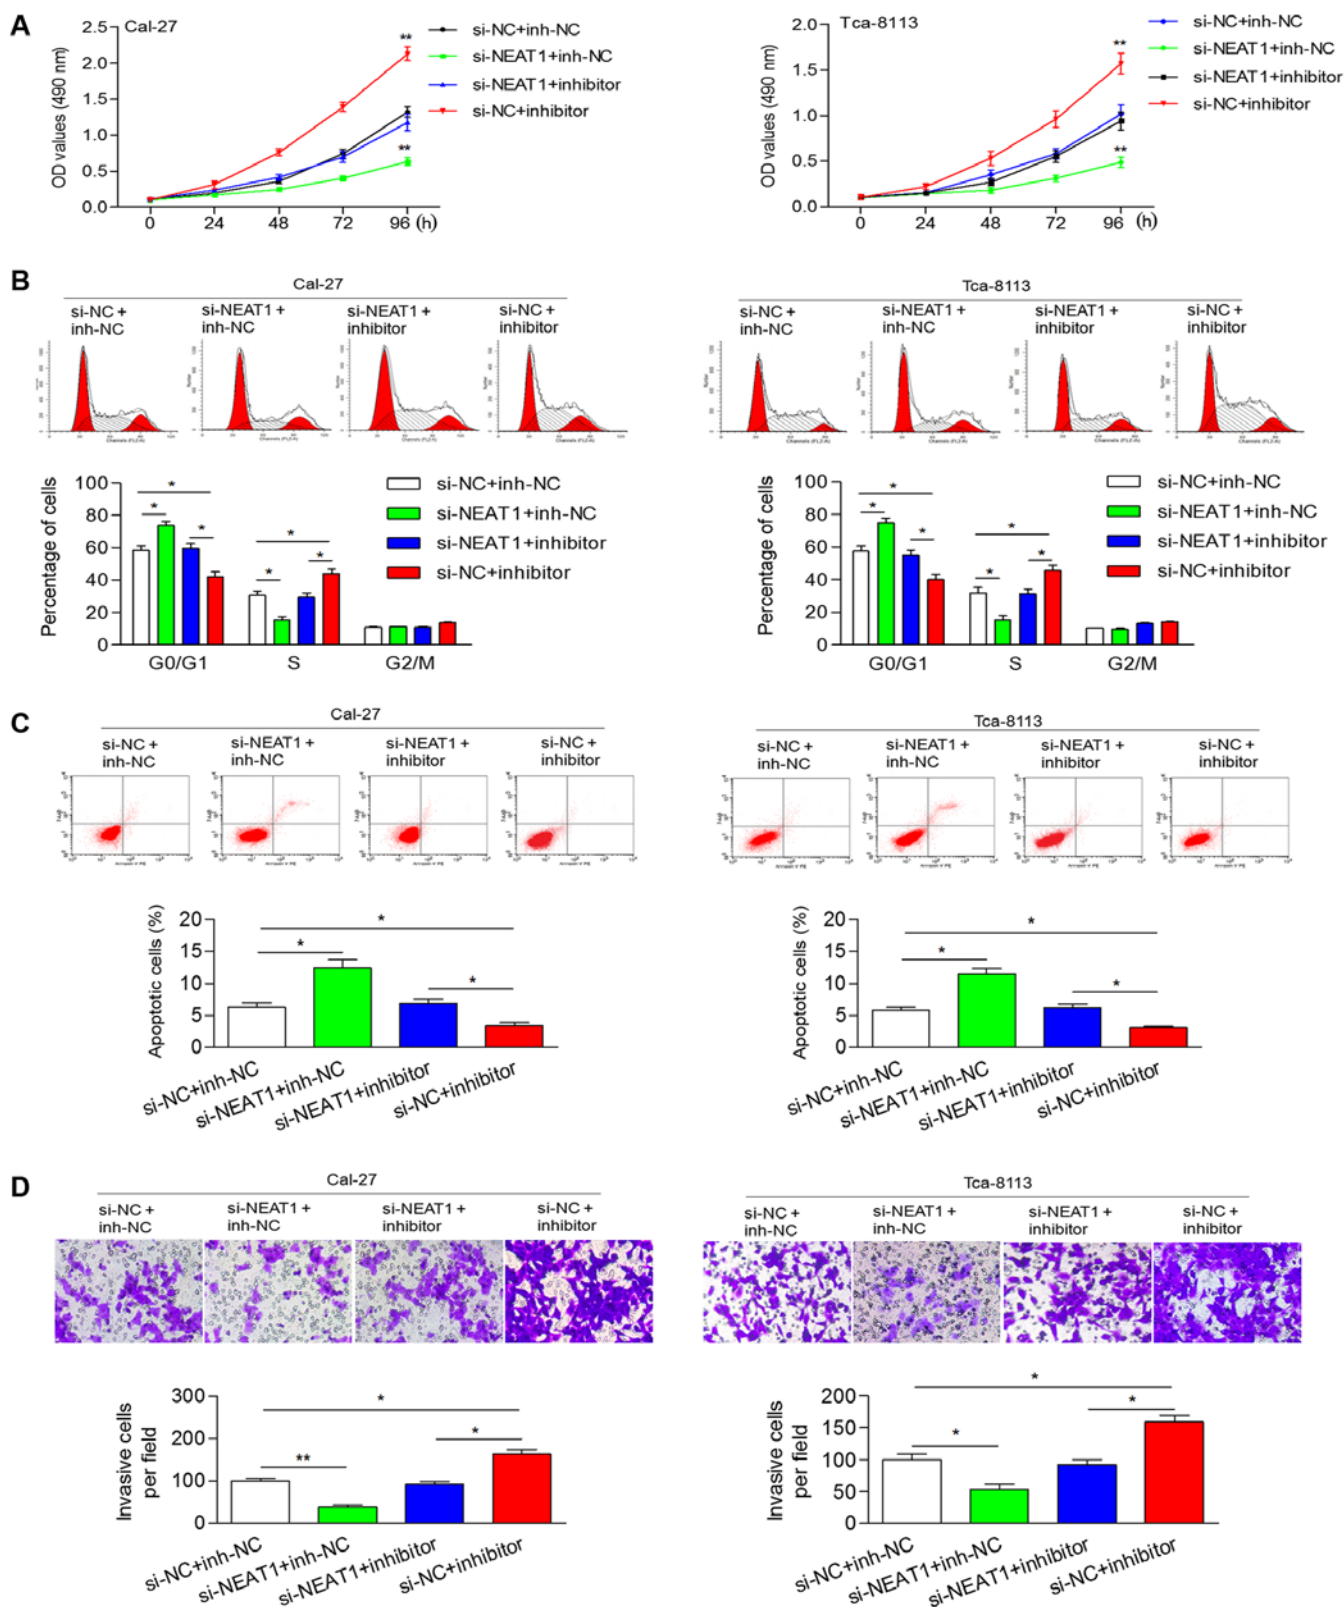 A
Cal-27
OD values (490 nm)
2.5
2.0
1.5
1.0
0.5
0.0
0 24 48 72 96 (h)
**
**
si-NC+inh-NC
si-NEAT1+inh-NC
si-NEAT1+inhibitor
si-NC+inhibitor
Tca-8113
OD values (490 nm)
2.0
1.5
1.0
0.5
0.0
0 24 48 72 96 (h)
**
**
si-NC+inh-NC
si-NEAT1+inh-NC
si-NEAT1+inhibitor
si-NC+inhibitor
B
Cal-27
si-NC +
inh-NC
si-NEAT1 +
inh-NC
si-NEAT1 +
inhibitor
si-NC +
inhibitor
Percentage of cells
100
80
60
40
20
0
* * *
* * *
G0/G1 S G2/M
si-NC+inh-NC
si-NEAT1+inh-NC
si-NEAT1+inhibitor
si-NC+inhibitor
Tca-8113
si-NC +
inh-NC
si-NEAT1 +
inh-NC
si-NEAT1 +
inhibitor
si-NC +
inhibitor
Percentage of cells
100
80
60
40
20
0
* * *
* * *
G0/G1 S G2/M
si-NC+inh-NC
si-NEAT1+inh-NC
si-NEAT1+inhibitor
si-NC+inhibitor
C
Cal-27
si-NC +
inh-NC
si-NEAT1 +
inh-NC
si-NEAT1 +
inhibitor
si-NC +
inhibitor
Apoptotic cells (%)
20
15
10
5
0
*
*
*
si-NC+inh-NC
si-NEAT1+inh-NC
si-NEAT1+inhibitor
si-NC+inhibitor
Tca-8113
si-NC +
inh-NC
si-NEAT1 +
inh-NC
si-NEAT1 +
inhibitor
si-NC +
inhibitor
Apoptotic cells (%)
20
15
10
5
0
*
*
*
si-NC+inh-NC
si-NEAT1+inh-NC
si-NEAT1+inhibitor
si-NC+inhibitor
D
Cal-27
si-NC +
inh-NC
si-NEAT1 +
inh-NC
si-NEAT1 +
inhibitor
si-NC +
inhibitor
Invasive cells
per field
300
200
100
0
*
*
**
si-NC+inh-NC
si-NEAT1+inh-NC
si-NEAT1+inhibitor
si-NC+inhibitor
Tca-8113
si-NC +
inh-NC
si-NEAT1 +
inh-NC
si-NEAT1 +
inhibitor
si-NC +
inhibitor
Invasive cells
per field
200
150
100
50
0
*
*
*
si-NC+inh-NC
si-NEAT1+inh-NC
si-NEAT1+inhibitor
si-NC+inhibitor